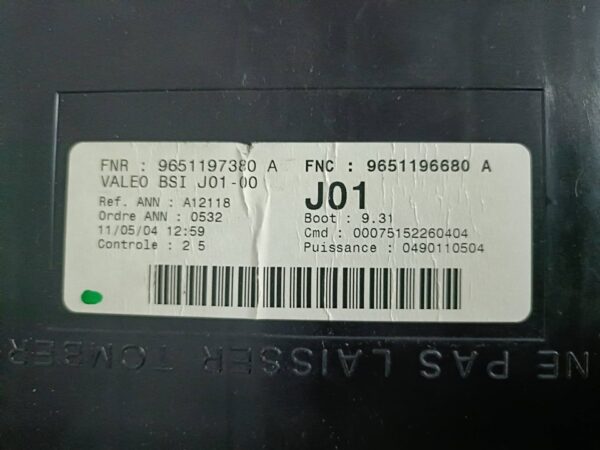 FNR : 9651197380 A
FNC : 9651196680 A
VALEO BSI J01-00
J01
Ref. ANN : A12118
Ordre ANN : 0532
Boot : 9.31
11/05/04 12:59
Cmd : 00075152260404
Controle : 2 5
Puissance : 0490110504
NE PAS LAISSER TOMBER